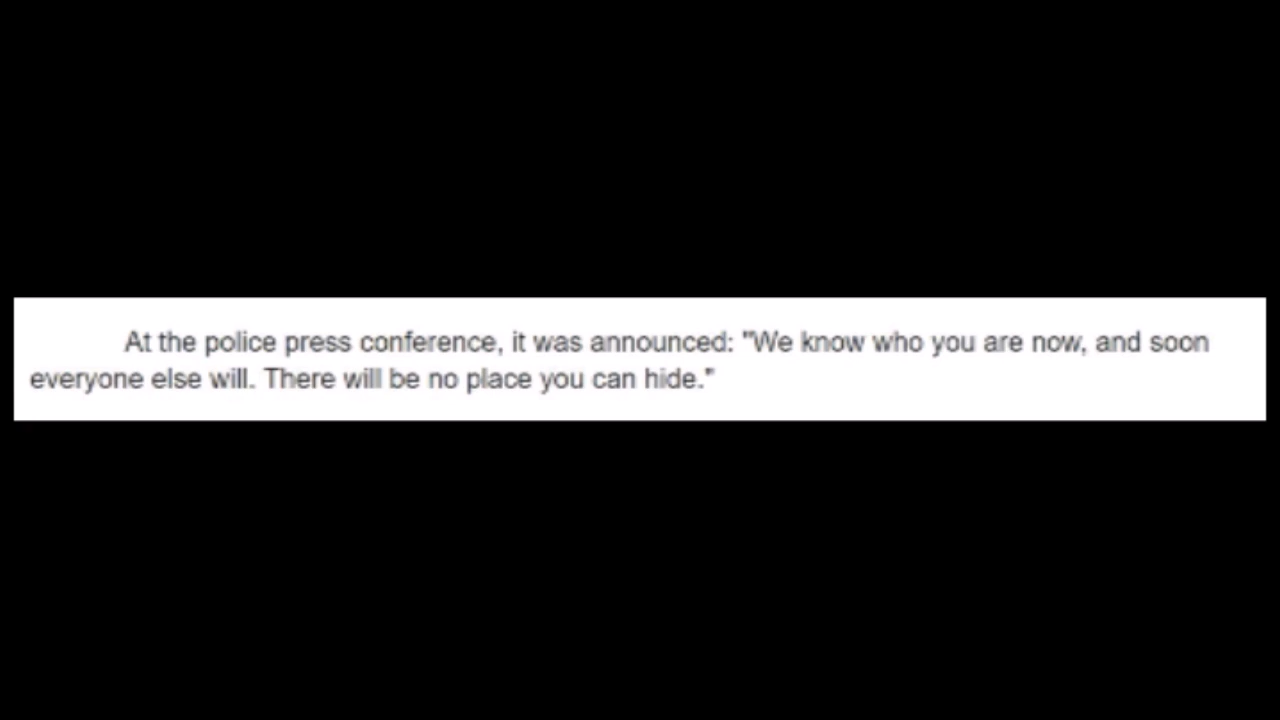 At the police press conference, it was announced: "We know who you are now, and soon
everyone else will. There will be no place you can hide."